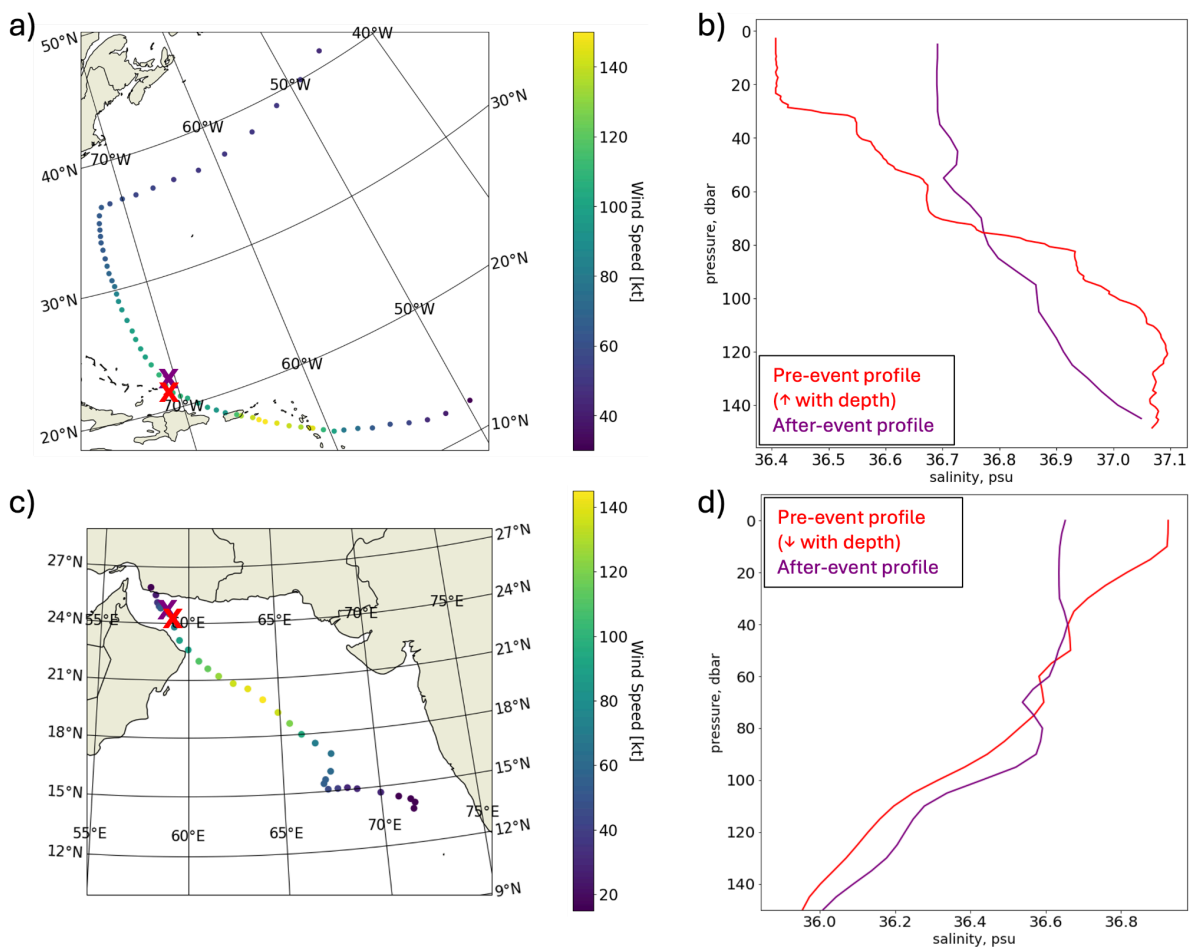 a)
50°N
40°W
50°W
30°N
60°W
70°W
40°N
20°N
30°N
50°W
60°W
70°W
10°N
20°N
140
120
100
80
60
40
Wind Speed [kt]
b)
0
20
40
60
80
100
120
140
pressure, dbar
Pre-event profile
(↑ with depth)
After-event profile
36.4 36.5 36.6 36.7 36.8 36.9 37.0 37.1
salinity, psu
c)
27°N
27°N
24°N
75°E
70°E
65°E
60°E
55°E
24°N
21°N
21°N
18°N
18°N
15°N
15°N
75°E
70°E
65°E
60°E
55°E
12°N
12°N
9°N
140
120
100
80
60
40
20
Wind Speed [kt]
d)
0
20
40
60
80
100
120
140
pressure, dbar
Pre-event profile
(↓ with depth)
After-event profile
36.0 36.2 36.4 36.6 36.8
salinity, psu